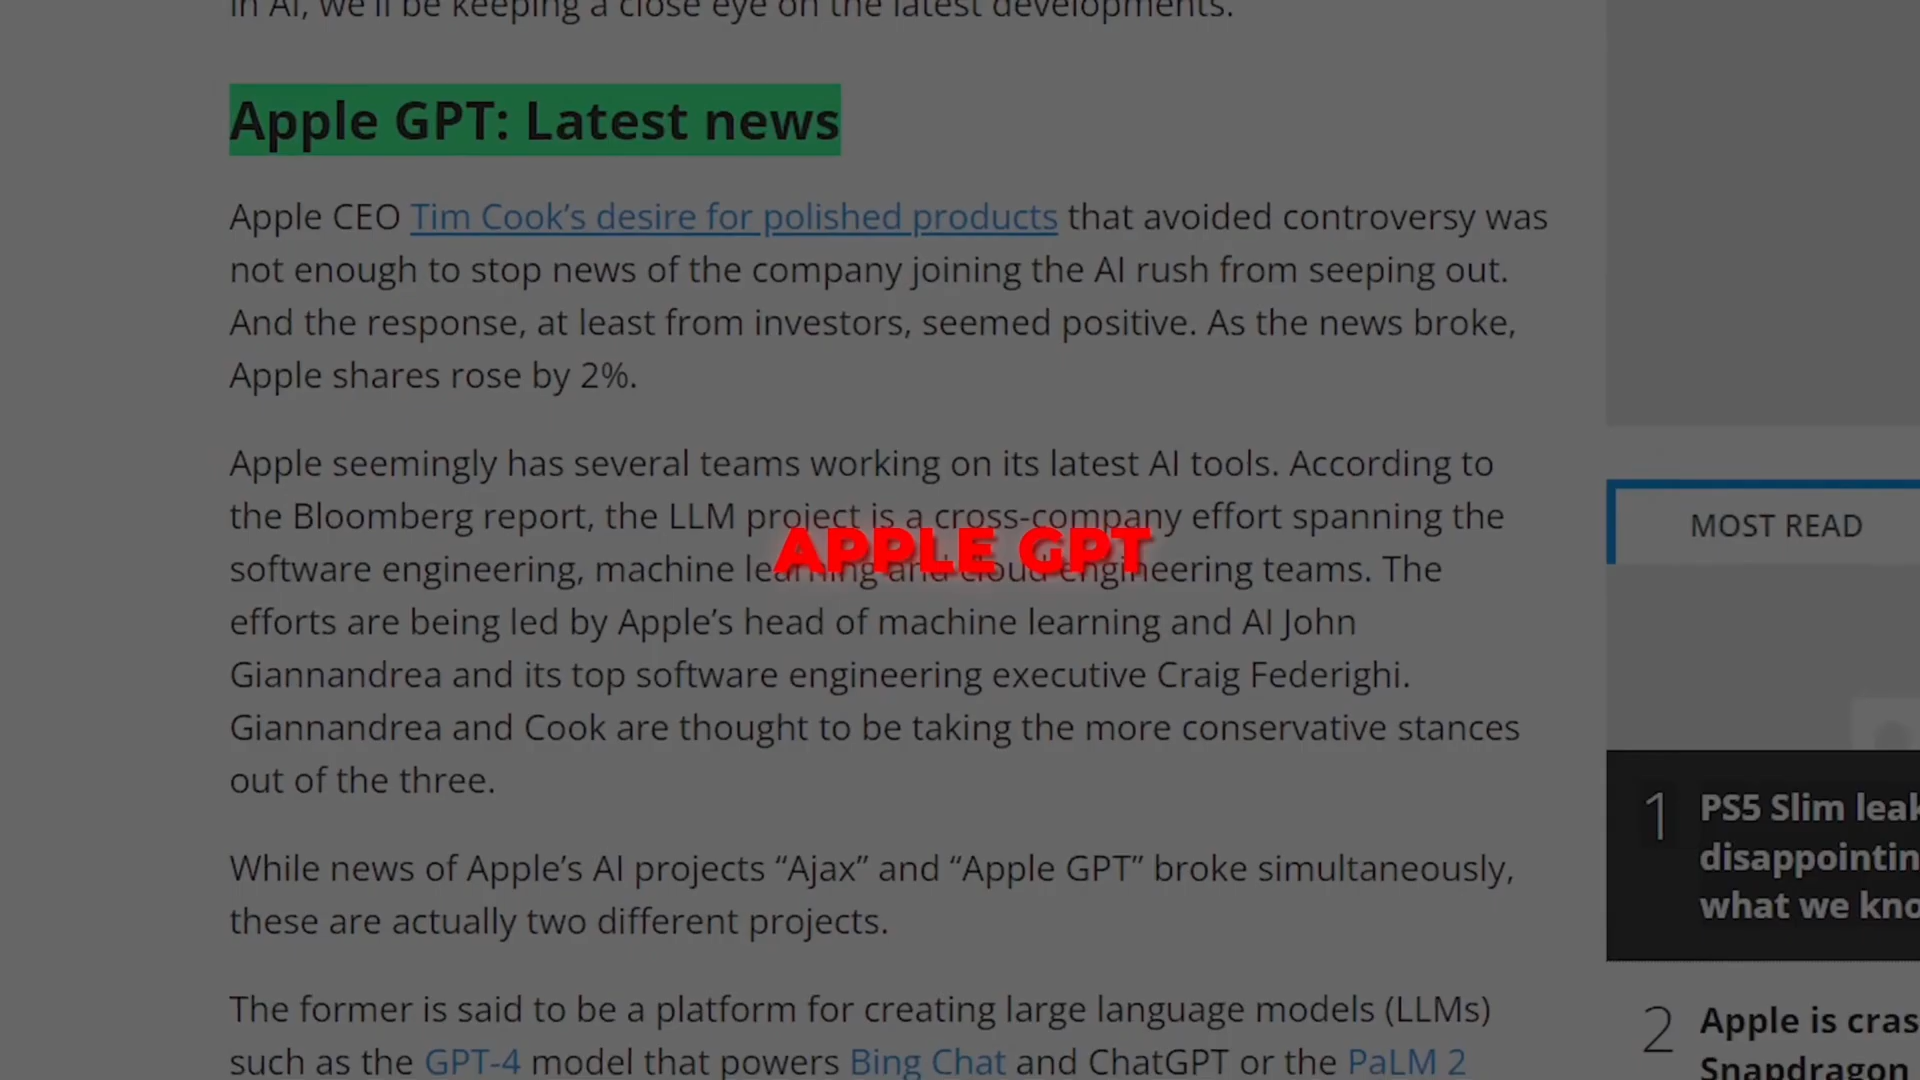 in AI, we'll be keeping a close eye on the latest developments.
Apple GPT: Latest news
Apple CEO Tim Cook’s desire for polished products that avoided controversy was
not enough to stop news of the company joining the AI rush from seeping out.
And the response, at least from investors, seemed positive. As the news broke,
Apple shares rose by 2%.
Apple seemingly has several teams working on its latest AI tools. According to
the Bloomberg report, the LLM project is a cross-company effort spanning the
software engineering, machine learning and cloud engineering teams. The
efforts are being led by Apple’s head of machine learning and AI John
Giannandrea and its top software engineering executive Craig Federighi.
Giannandrea and Cook are thought to be taking the more conservative stances
out of the three.
While news of Apple’s AI projects “Ajax” and “Apple GPT” broke simultaneously,
these are actually two different projects.
The former is said to be a platform for creating large language models (LLMs)
such as the GPT-4 model that powers Bing Chat and ChatGPT or the PaLM 2
APPLE GPT
MOST READ
1 PS5 Slim leak
disappointin
what we kno
2 Apple is cras
Snapdragon